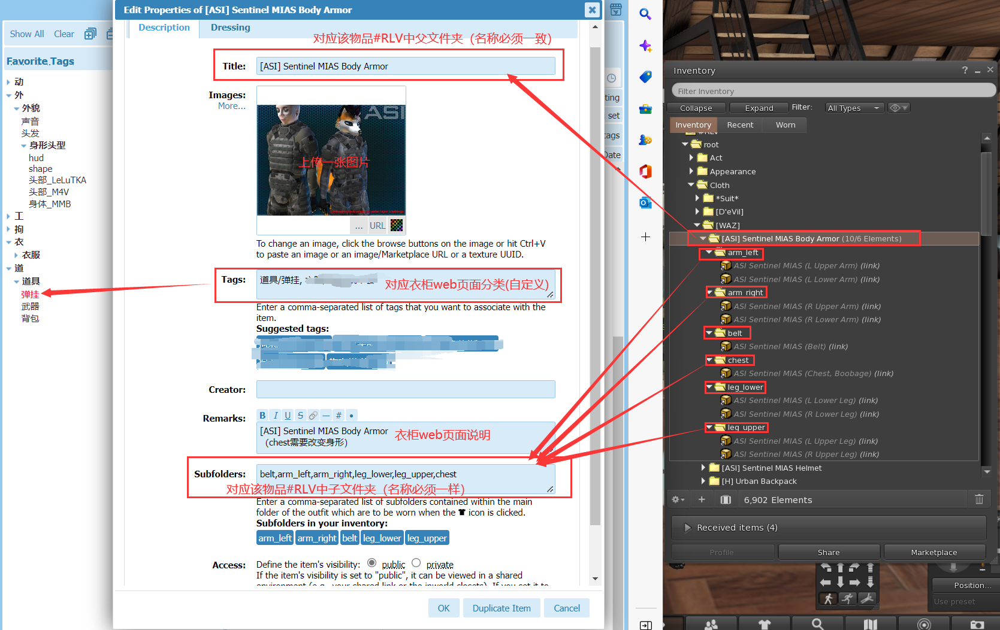 Show All
Clear
Favorite Tags
动
外
外貌
声音
头发
身形头型
hud
shape
头部_LeLuTKA
头部_M4V
身体_MMB
工
拘
衣
衣服
道
道具
弹挂
武器
背包
Edit Properties of [ASI] Sentinel MIAS Body Armor
Description
Dressing
对应该物品#RLV中父文件夹（名称必须一致）
Title:
[ASI] Sentinel MIAS Body Armor
Images:
More...
ASI
上传一张图片
...
URL
To change an image, click the browse buttons on the image or hit Ctrl+V
to paste an image or an image/Marketplace URL or a texture UUID.
Tags:
道具/弹挂,
对应衣柜web页面分类(自定义)
Enter a comma-separated list of tags that you want to associate with the
item.
Suggested tags:
Creator:
Remarks:
B I U S — # •
[ASI] Sentinel MIAS Body Armor
（chest需要改变身形）
衣柜web页面说明
Subfolders:
belt,arm_left,arm_right,leg_lower,leg_upper,chest
对应该物品#RLV中子文件夹（名称必须一样）
Enter a comma-separated list of subfolders contained within the main
folder of the outfit which are to be worn when the icon is clicked.
Subfolders in your inventory:
arm_left
arm_right
belt
leg_lower
leg_upper
Access:
Define the item's visibility: public private
If the item's visibility is set to "public", it can be viewed in a shared
environment (e.g., your shared link or the inworld closets). If you set it to
OK
Duplicate Item
Cancel
ting
set
tags
Date
Inventory
?
Filter Inventory
Collapse
Expand
Filter:
All Types
Inventory
Recent
Worn
#RLV
root
Act
Appearance
Cloth
*Suit*
[D'eVil]
[WAZ]
[ASI] Sentinel MIAS Body Armor (10/6 Elements)
arm_left
ASI Sentinel MIAS (L Upper Arm) (link)
ASI Sentinel MIAS (L Lower Arm) (link)
arm_right
ASI Sentinel MIAS (R Upper Arm) (link)
ASI Sentinel MIAS (R Lower Arm) (link)
belt
ASI Sentinel MIAS (Belt) (link)
chest
ASI Sentinel MIAS (Chest, Boobage) (link)
leg_lower
ASI Sentinel MIAS (L Lower Leg) (link)
ASI Sentinel MIAS (R Lower Leg) (link)
leg_upper
ASI Sentinel MIAS (L Upper Leg) (link)
ASI Sentinel MIAS (R Upper Leg) (link)
[ASI] Sentinel MIAS Helmet
[H] Urban Backpack
6,902 Elements
Received items (4)
Profile
Share
Marketplace
Position...
Use preset